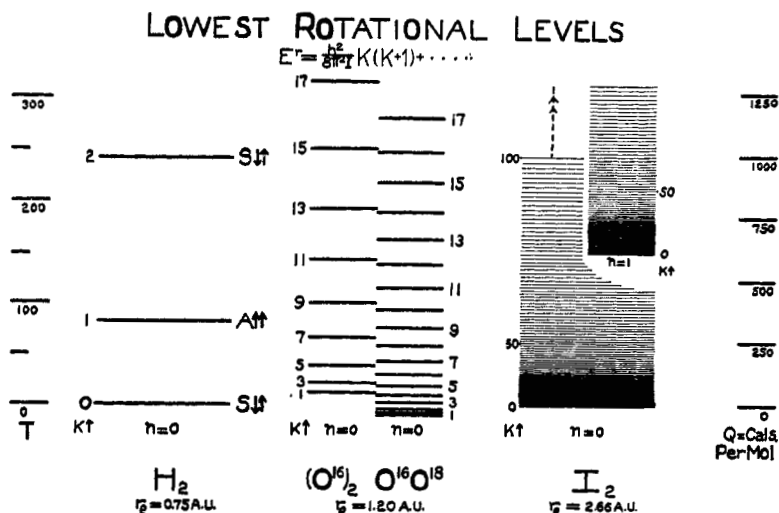 LOWEST ROTATIONAL LEVELS
E^r = h²/8π²I K(K+1)+ · · · ·
300
200
100
0
T
2 S↓↑
1 A↑↑
0 S↓↑
K↑ n=0
H₂
r₀=0.75 A.U.
17
15
13
11
9
7
5
3
1
K↑ n=0
17
15
13
11
9
7
5
3
1
n=0
(O¹⁶)₂ O¹⁶O¹⁸
r₀=1.20 A.U.
100
50
0
K↑ n=0
50
0
n=1 K↑
I₂
r₀=2.66 A.U.
1250
1000
750
500
250
0
Q=Cals.
Per Mol